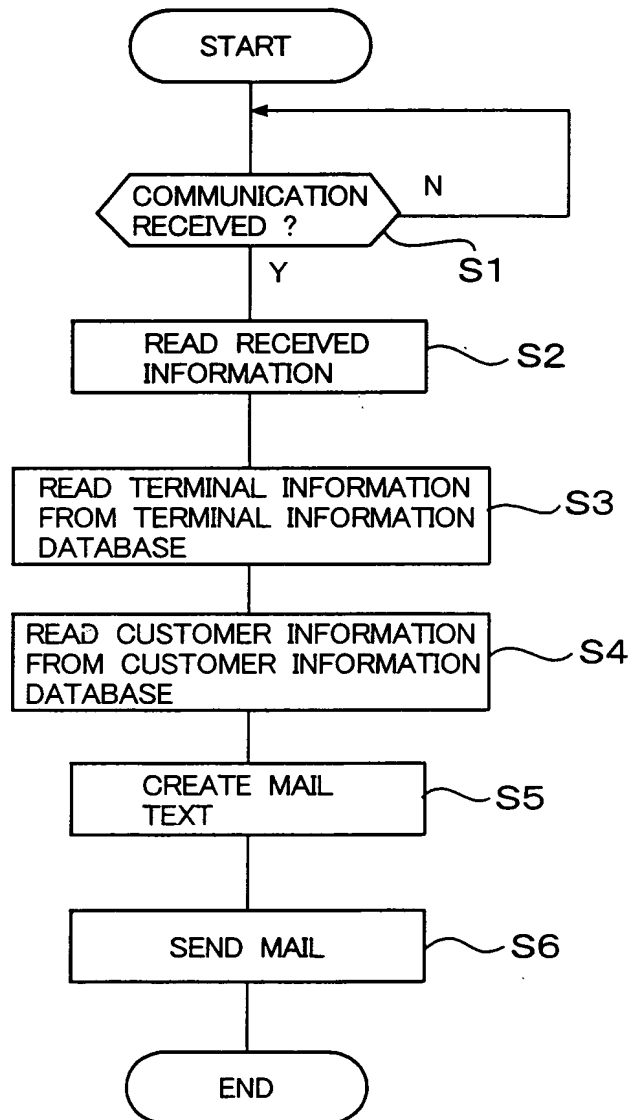 START
COMMUNICATION
RECEIVED ?
N
S1
Y
READ RECEIVED
INFORMATION
S2
READ TERMINAL INFORMATION
FROM TERMINAL INFORMATION
DATABASE
S3
READ CUSTOMER INFORMATION
FROM CUSTOMER INFORMATION
DATABASE
S4
CREATE MAIL
TEXT
S5
SEND MAIL
S6
END